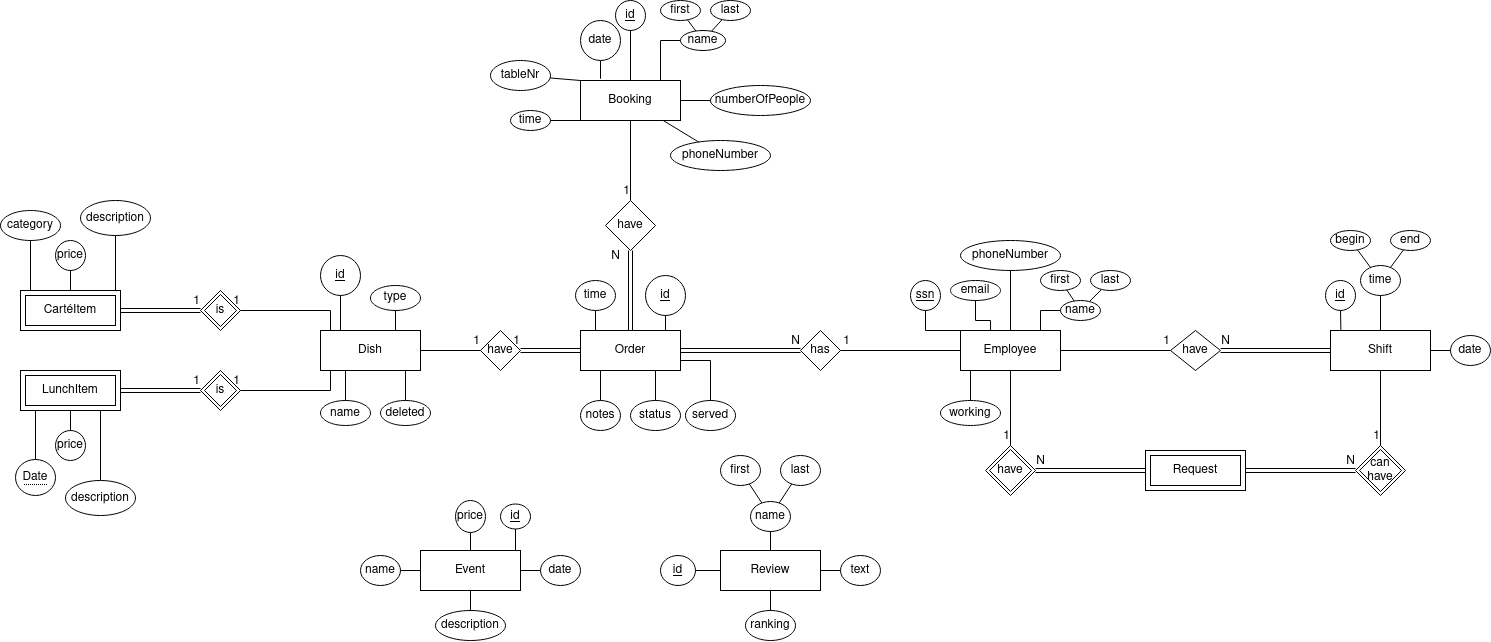 first
last
id
date
name
tableNr
Booking
numberOfPeople
time
phoneNumber
1
have
N
category
description
price
CartéItem
1
is
1
id
type
Dish
name
deleted
LunchItem
1
is
1
Date
price
description
1
have
1
time
id
Order
notes
status
served
N
has
1
phoneNumber
ssn
email
first
last
name
Employee
working
1
have
N
begin
end
time
id
Shift
date
1
have
N
Request
N
1
can
have
price
id
name
Event
date
description
first
last
name
id
Review
text
ranking